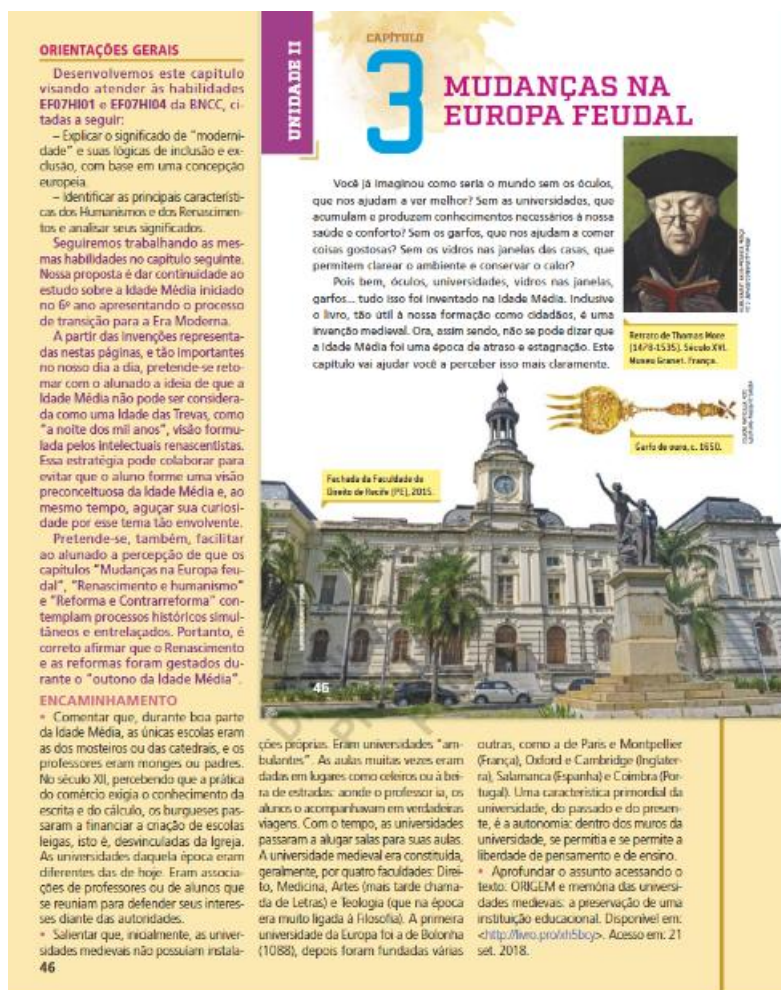 ORIENTAÇÕES GERAIS
Desenvolvemos este capítulo
visando atender às habilidades
EF07HI01 e EF07HI04 da BNCC, ci-
tadas a seguir:
– Explicar o significado de "moderni-
dade" e suas lógicas de inclusão e ex-
clusão, com base em uma concepção
europeia.
– Identificar as principais característi-
cas dos Humanismos e dos Renascimen-
tos e analisar seus significados.
Seguiremos trabalhando as mes-
mas habilidades no capítulo seguinte.
Nossa proposta é dar continuidade ao
estudo sobre a Idade Média iniciado
no 6º ano apresentando o processo
de transição para a Era Moderna.
A partir das invenções representa-
das nestas páginas, e tão importantes
no nosso dia a dia, pretende-se reto-
mar com o alunado a ideia de que a
Idade Média não pode ser considera-
da como uma Idade das Trevas, como
"a noite dos mil anos", visão formu-
lada pelos intelectuais renascentistas.
Essa estratégia pode colaborar para
evitar que o aluno forme uma visão
preconceituosa da Idade Média e, ao
mesmo tempo, aguçar sua curiosi-
dade por esse tema tão envolvente.
Pretende-se, também, facilitar
ao alunado a percepção de que os
capítulos "Mudanças na Europa feu-
dal", "Renascimento e humanismo"
e "Reforma e Contrarreforma" con-
templam processos históricos simul-
tâneos e entrelaçados. Portanto, é
correto afirmar que o Renascimento
e as reformas foram gestados du-
rante o "outono da Idade Média".
ENCAMINHAMENTO
• Comentar que, durante boa parte
da Idade Média, as únicas escolas eram
as dos mosteiros ou das catedrais, e os
professores eram monges ou padres.
No século XII, percebendo que a prática
do comércio exigia o conhecimento da
escrita e do cálculo, os burgueses pas-
saram a financiar a criação de escolas
leigas, isto é, desvinculadas da Igreja.
As universidades daquela época eram
diferentes das de hoje. Eram associa-
ções de professores ou de alunos que
se reuniam para defender seus interes-
ses diante das autoridades.
• Salientar que, inicialmente, as univer-
sidades medievais não possuíam instala-
46
UNIDADE II
CAPÍTULO
3
MUDANÇAS NA
EUROPA FEUDAL
Você já imaginou como seria o mundo sem os óculos,
que nos ajudam a ver melhor? Sem as universidades, que
acumulam e produzem conhecimentos necessários à nossa
saúde e conforto? Sem os garfos, que nos ajudam a comer
coisas gostosas? Sem os vidros nas janelas das casas, que
permitem clarear o ambiente e conservar o calor?
Pois bem, óculos, universidades, vidros nas janelas,
garfos... tudo isso foi inventado na Idade Média. Inclusive
o livro, tão útil à nossa formação como cidadãos, é uma
invenção medieval. Ora, assim sendo, não se pode dizer que
a Idade Média foi uma época de atraso e estagnação. Este
capítulo vai ajudar você a perceber isso mais claramente.
Retrato de Thomas More
(1478-1535). Século XVI.
Museu Granet. França.
Garfo de ouro, c. 1650.
Fachada da Faculdade de
Direito de Recife (PE), 2015.
46
ções próprias. Eram universidades "am-
bulantes". As aulas muitas vezes eram
dadas em lugares como celeiros ou à bei-
ra de estradas: aonde o professor ia, os
alunos o acompanhavam em verdadeiras
viagens. Com o tempo, as universidades
passaram a alugar salas para suas aulas.
A universidade medieval era constituída,
geralmente, por quatro faculdades: Direi-
to, Medicina, Artes (mais tarde chama-
da de Letras) e Teologia (que na época
era muito ligada à Filosofia). A primeira
universidade da Europa foi a de Bolonha
(1088), depois foram fundadas várias
outras, como a de Paris e Montpellier
(França), Oxford e Cambridge (Inglater-
ra), Salamanca (Espanha) e Coimbra (Por-
tugal). Uma característica primordial da
universidade, do passado e do presen-
te, é a autonomia: dentro dos muros da
universidade, se permitia e se permite a
liberdade de pensamento e de ensino.
• Aprofundar o assunto acessando o
texto: ORIGEM e memória das universi-
dades medievais: a preservação de uma
instituição educacional. Disponível em:
<http://livro.pro/xh5bcy>. Acesso em: 21
set. 2018.